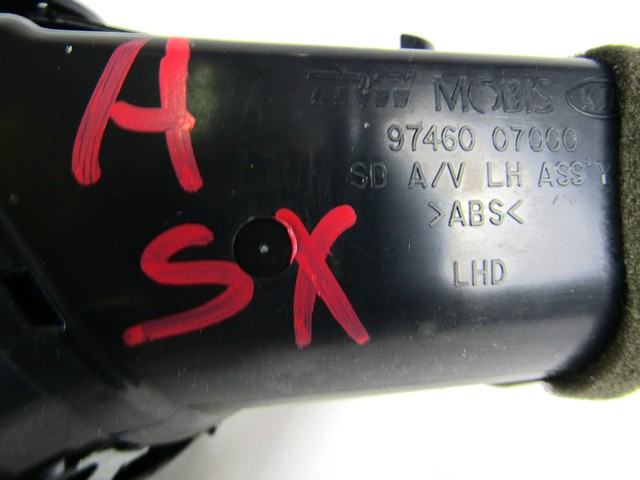 A
SX
TRW MOBIS
97460 07000
SD A/V LH ASS'Y
>ABS<
LHD